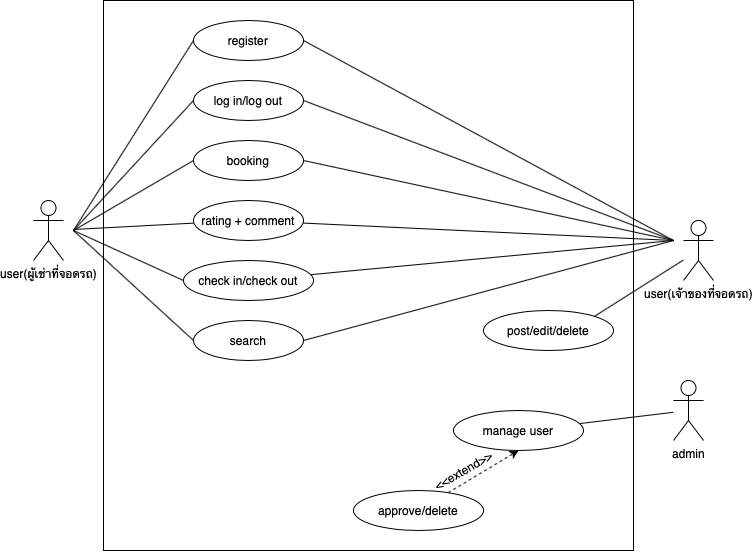 register
log in/log out
booking
rating + comment
user(ผู้เช่าที่จอดรถ)
check in/check out
user(เจ้าของที่จอดรถ)
post/edit/delete
search
manage user
admin
<<extend>>
approve/delete